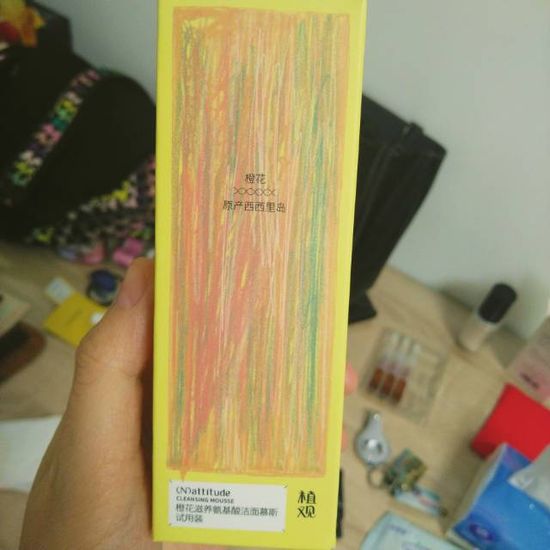 橙花
XXXXXX
原产西西里岛
(N)attitude
CLEANSING MOUSSE
橙花滋养氨基酸洁面慕斯
试用装
植观